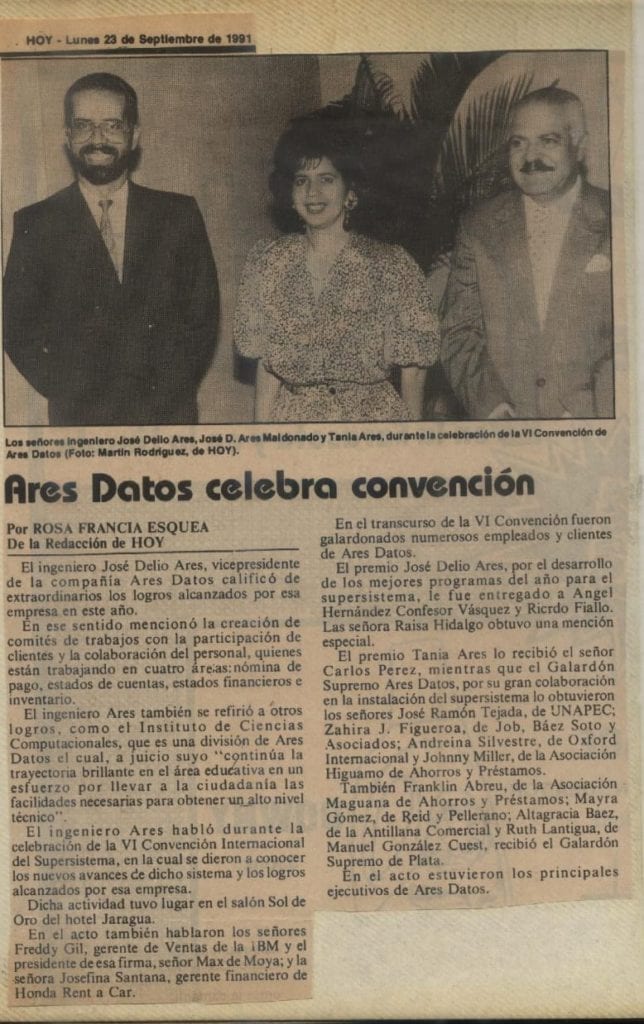 HOY - Lunes 23 de Septiembre de 1991
Los señores ingeniero José Delio Ares, José D. Ares Maldonado y Tania Ares, durante la celebración de la VI Convención de
Ares Datos (Foto: Martín Rodríguez, de HOY).
Ares Datos celebra convención
Por ROSA FRANCIA ESQUEA
De la Redacción de HOY
El ingeniero José Delio Ares, vicepresidente
de la compañía Ares Datos calificó de
extraordinarios los logros alcanzados por esa
empresa en este año.
En ese sentido mencionó la creación de
comités de trabajos con la participación de
clientes y la colaboración del personal, quienes
están trabajando en cuatro áreas:nómina de
pago, estados de cuentas, estados financieros e
inventario.
El ingeniero Ares también se refirió a otros
logros, como el Instituto de Ciencias
Computacionales, que es una división de Ares
Datos el cual, a juicio suyo "continúa la
trayectoria brillante en el área educativa en un
esfuerzo por llevar a la ciudadanía las
facilidades necesarias para obtener un alto nivel
técnico".
El ingeniero Ares habló durante la
celebración de la VI Convención Internacional
del Supersistema, en la cual se dieron a conocer
los nuevos avances de dicho sistema y los logros
alcanzados por esa empresa.
Dicha actividad tuvo lugar en el salón Sol de
Oro del hotel Jaragua.
En el acto también hablaron los señores
Freddy Gil, gerente de Ventas de la IBM y el
presidente de esa firma, señor Max de Moya; y la
señora Josefina Santana, gerente financiero de
Honda Rent a Car.
En el transcurso de la VI Convención fueron
galardonados numerosos empleados y clientes
de Ares Datos.
El premio José Delio Ares, por el desarrollo
de los mejores programas del año para el
supersistema, le fue entregado a Angel
Hernández Confesor Vásquez y Ricrdo Fiallo.
Las señora Raisa Hidalgo obtuvo una mención
especial.
El premio Tania Ares lo recibió el señor
Carlos Perez, mientras que el Galardón
Supremo Ares Datos, por su gran colaboración
en la instalación del supersistema lo obtuvieron
los señores José Ramón Tejada, de UNAPEC;
Zahira J. Figueroa, de Job, Báez Soto y
Asociados; Andreina Silvestre, de Oxford
Internacional y Johnny Miller, de la Asociación
Higuamo de Ahorros y Préstamos.
También Franklin Abreu, de la Asociación
Maguana de Ahorros y Préstamos; Mayra
Gómez, de Reid y Pellerano; Altagracia Baez,
de la Antillana Comercial y Ruth Lantigua, de
Manuel González Cuest, recibió el Galardón
Supremo de Plata.
En el acto estuvieron los principales
ejecutivos de Ares Datos.